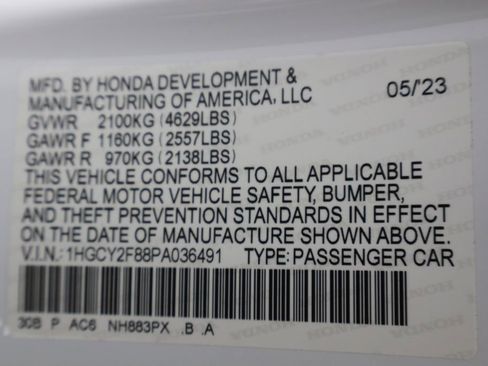 MFD. BY HONDA DEVELOPMENT &
MANUFACTURING OF AMERICA, LLC 05/'23
GVWR 2100KG (4629LBS)
GAWR F 1160KG (2557LBS)
GAWR R 970KG (2138LBS)
THIS VEHICLE CONFORMS TO ALL APPLICABLE
FEDERAL MOTOR VEHICLE SAFETY, BUMPER,
AND THEFT PREVENTION STANDARDS IN EFFECT
ON THE DATE OF MANUFACTURE SHOWN ABOVE.
V.I.N.: 1HGCY2F88PA036491 TYPE: PASSENGER CAR
30B P AC6 NH883PX .B .A